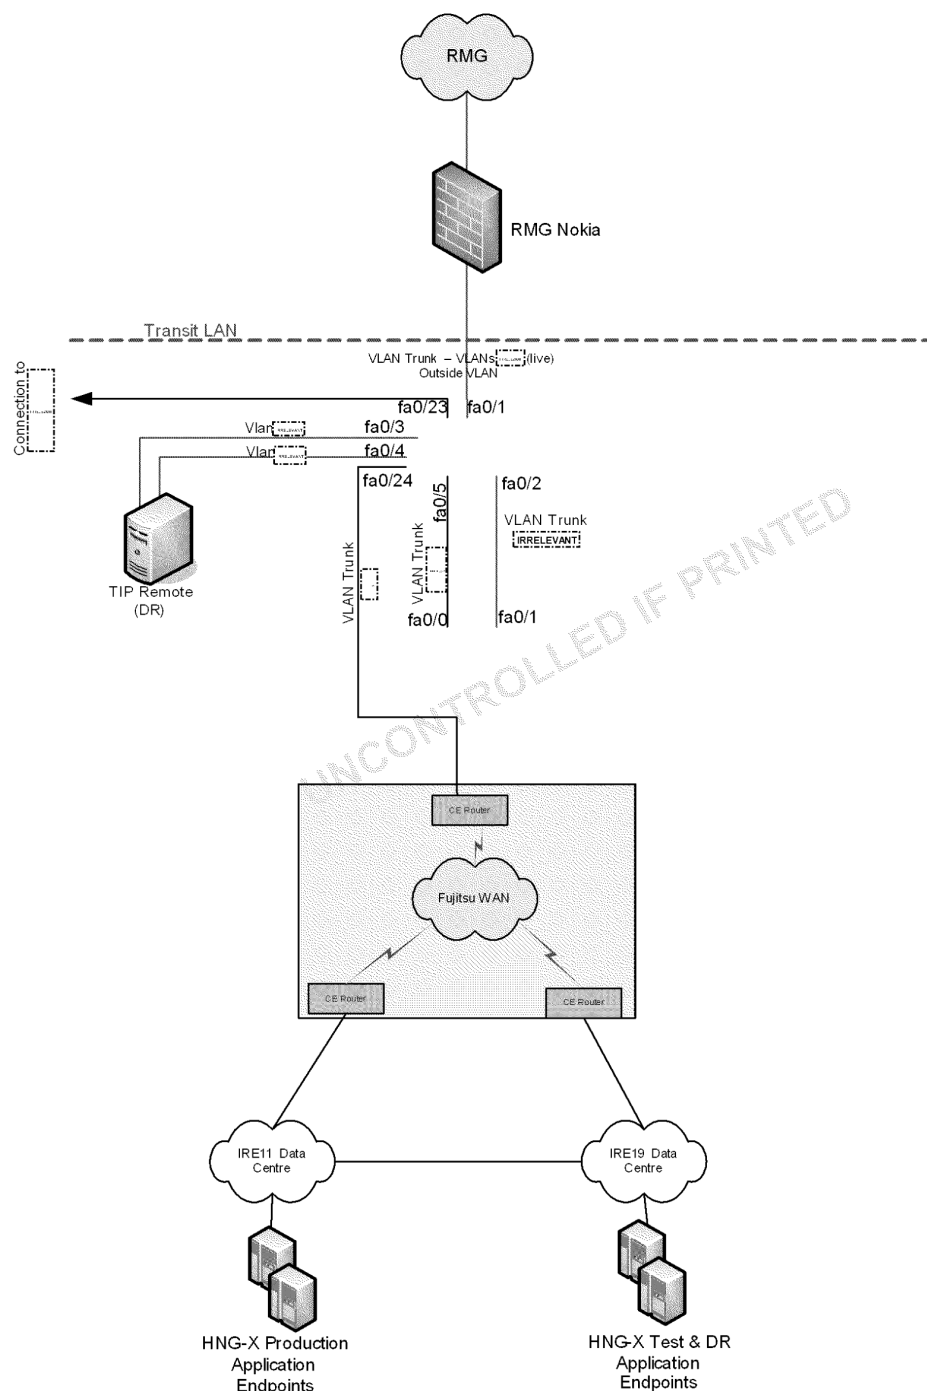 RMG
RMG Nokia
Transit LAN
VLAN Trunk – VLANs (live)
Outside VLAN
Connection to
fa0/23 fa0/1
Vlan IRRELEVANT fa0/3
Vlan IRRELEVANT fa0/4
fa0/24
fa0/5
fa0/2
VLAN Trunk
IRRELEVANT
VLAN Trunk
VLAN Trunk
TIP Remote
(DR)
fa0/0
fa0/1
UNCONTROLLED IF PRINTED
CE Router
Fujitsu WAN
CE Router
CE Router
IRE11 Data
Centre
IRE19 Data
Centre
HNG-X Production
Application
Endpoints
HNG-X Test & DR
Application
Endpoints